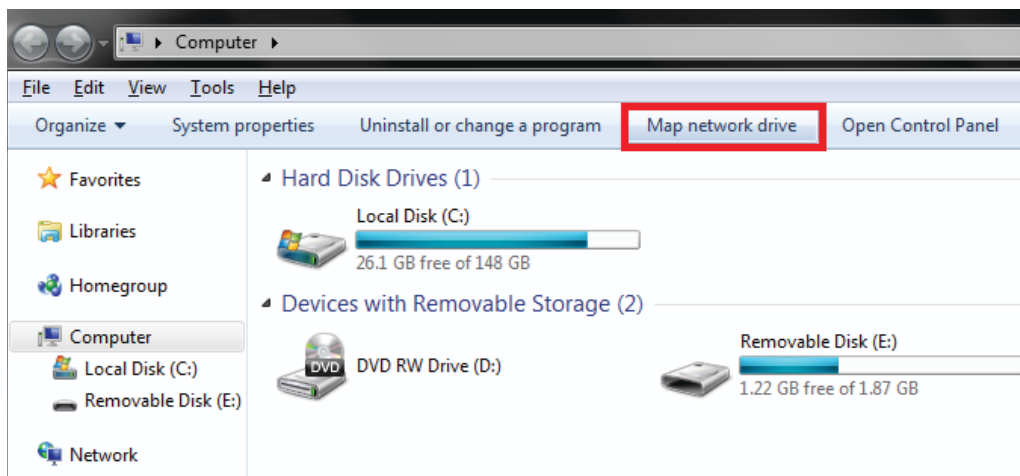 Computer
File Edit View Tools Help
Organize System properties Uninstall or change a program Map network drive Open Control Panel
Favorites
Libraries
Homegroup
Computer
Local Disk (C:)
Removable Disk (E:)
Network
Hard Disk Drives (1)
Local Disk (C:)
26.1 GB free of 148 GB
Devices with Removable Storage (2)
DVD
DVD RW Drive (D:)
Removable Disk (E:)
1.22 GB free of 1.87 GB